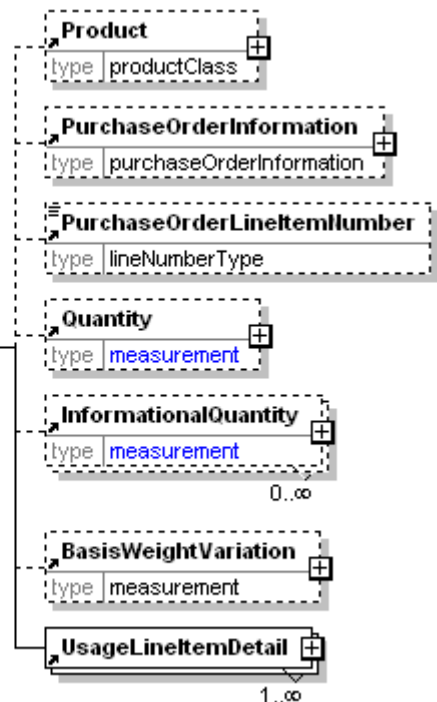 Product
type productClass
PurchaseOrderInformation
type purchaseOrderInformation
PurchaseOrderLineItemNumber
type lineNumberType
Quantity
type measurement
InformationalQuantity
type measurement
0..∞
BasisWeightVariation
type measurement
UsageLineItemDetail
1..∞